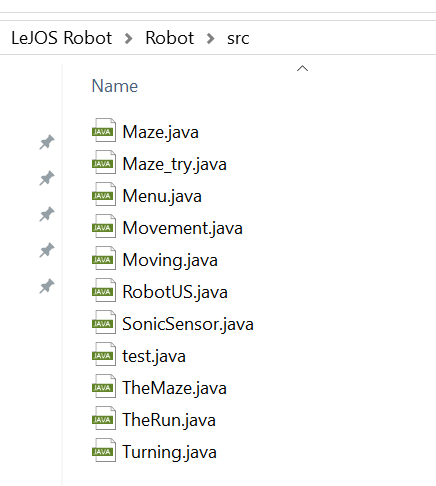 LeJOS Robot > Robot > src
Name
JAVA Maze.java
JAVA Maze_try.java
JAVA Menu.java
JAVA Movement.java
JAVA Moving.java
JAVA RobotUS.java
JAVA SonicSensor.java
JAVA test.java
JAVA TheMaze.java
JAVA TheRun.java
JAVA Turning.java